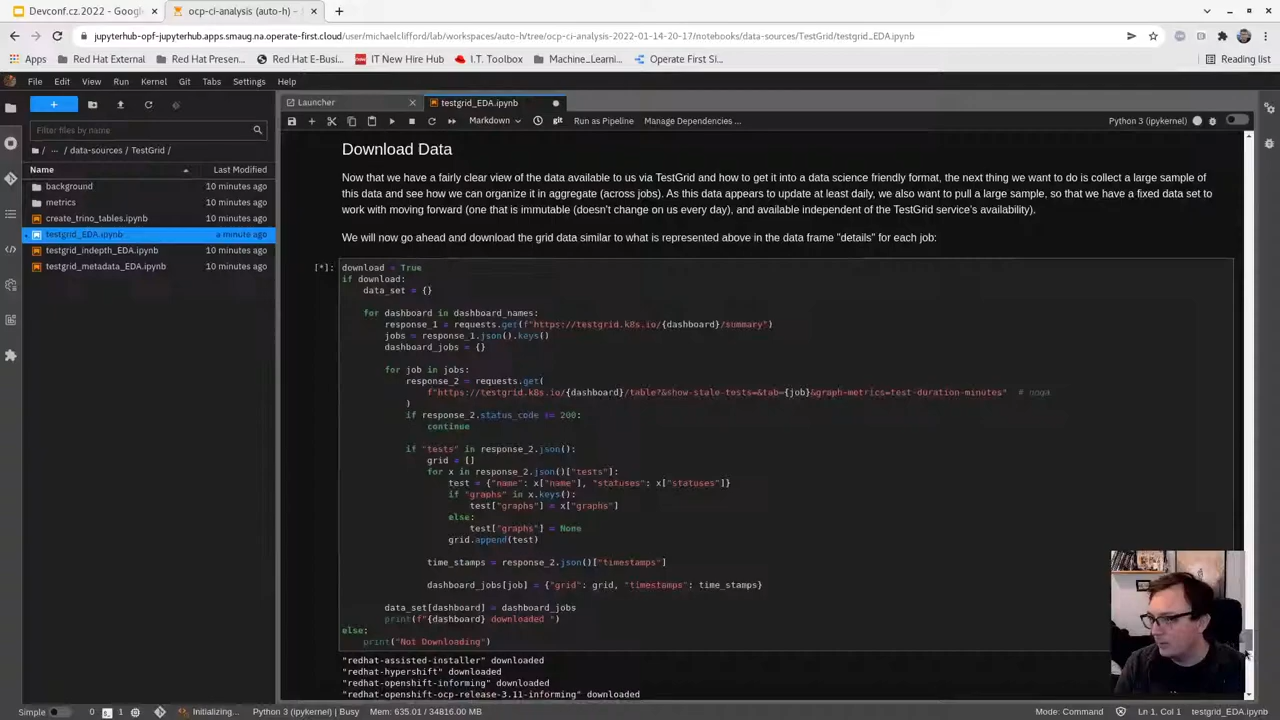 Devconf.cz.2022 - Googl
ocp-ci-analysis (auto-h) -
jupyterhub-opf-jupyterhub.apps.smaug.na.operate-first.cloud/user/michaelclifford/lab/workspaces/auto-h/tree/ocp-ci-analysis-2022-01-14-20-17/notebooks/data-sources/TestGrid/testgrid_EDA.ipynb
Apps
Red Hat External
Red Hat Presen...
Red Hat E-Busi...
IT New Hire Hub
I.T. Toolbox
Machine_Learni...
Operate First Si...
Reading list
File Edit View Run Kernel Git Tabs Settings Help
Launcher
testgrid_EDA.ipynb
Filter files by name
Markdown
git
Run as Pipeline
Manage Dependencies ...
Python 3 (ipykernel)
/ ... / data-sources / TestGrid /
Name
Last Modified
background
10 minutes ago
metrics
10 minutes ago
create_trino_tables.ipynb
10 minutes ago
testgrid_EDA.ipynb
a minute ago
testgrid_indepth_EDA.ipynb
10 minutes ago
testgrid_metadata_EDA.ipynb
10 minutes ago
Download Data
Now that we have a fairly clear view of the data available to us via TestGrid and how to get it into a data science friendly format, the next thing we want to do is collect a large sample of
this data and see how we can organize it in aggregate (across jobs). As this data appears to update at least daily, we also want to pull a large sample, so that we have a fixed data set to
work with moving forward (one that is immutable (doesn't change on us every day), and available independent of the TestGrid service's availability).
We will now go ahead and download the grid data similar to what is represented above in the data frame "details" for each job:
[*]:
download = True
if download:
data_set = {}
for dashboard in dashboard_names:
response_1 = requests.get(f"https://testgrid.k8s.io/{dashboard}/summary")
jobs = response_1.json().keys()
dashboard_jobs = {}
for job in jobs:
response_2 = requests.get(
f"https://testgrid.k8s.io/{dashboard}/table?&show-stale-tests=&tab={job}&graph-metrics=test-duration-minutes" # noqa
)
if response_2.status_code != 200:
continue
if "tests" in response_2.json():
grid = []
for x in response_2.json()["tests"]:
test = {"name": x["name"], "statuses": x["statuses"]}
if "graphs" in x.keys():
test["graphs"] = x["graphs"]
else:
test["graphs"] = None
grid.append(test)
time_stamps = response_2.json()["timestamps"]
dashboard_jobs[job] = {"grid": grid, "timestamps": time_stamps}
data_set[dashboard] = dashboard_jobs
print(f"{dashboard} downloaded ")
else:
print("Not Downloading")
"redhat-assisted-installer" downloaded
"redhat-hypershift" downloaded
"redhat-openshift-informing" downloaded
"redhat-openshift-ocp-release-3.11-informing" downloaded
Simple
0
1
Initializing...
Python 3 (ipykernel) | Busy
Mem: 635.01 / 34816.00 MB
Mode: Command
Ln 1, Col 1
testgrid_EDA.ipynb